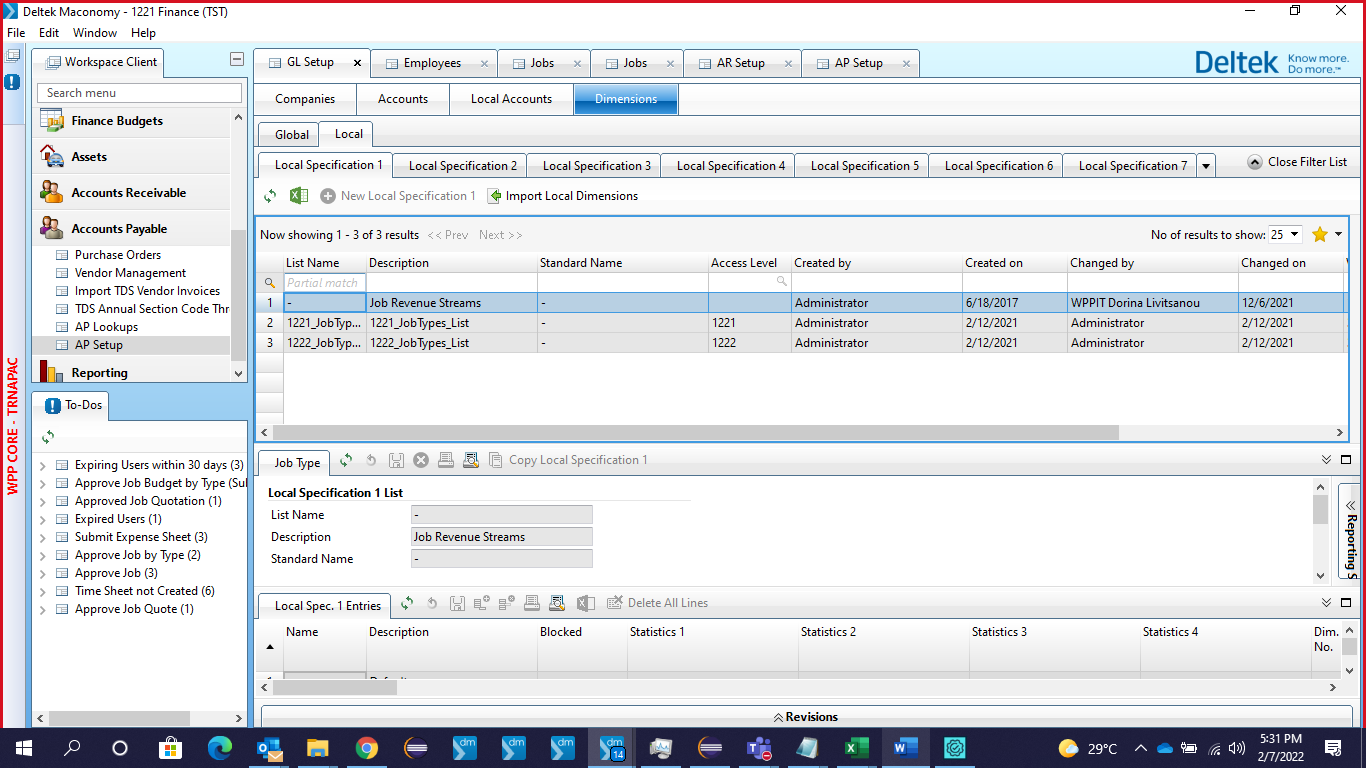 Deltek Maconomy - 1221 Finance (TST)
File Edit Window Help
Workspace Client
GL Setup Employees Jobs Jobs AR Setup AP Setup
Deltek Know more. Do more.™
Search menu
Companies Accounts Local Accounts Dimensions
Finance Budgets
Assets
Accounts Receivable
Accounts Payable
Purchase Orders
Vendor Management
Import TDS Vendor Invoices
TDS Annual Section Code Thr
AP Lookups
AP Setup
Reporting
Global Local
Local Specification 1 Local Specification 2 Local Specification 3 Local Specification 4 Local Specification 5 Local Specification 6 Local Specification 7 Close Filter List
New Local Specification 1 Import Local Dimensions
Now showing 1 - 3 of 3 results << Prev Next >> No of results to show: 25
List Name Description Standard Name Access Level Created by Created on Changed by Changed on
Partial match
1 - Job Revenue Streams - Administrator 6/18/2017 WPPIT Dorina Livitsanou 12/6/2021
2 1221_JobTyp... 1221_JobTypes_List - 1221 Administrator 2/12/2021 Administrator 2/12/2021
3 1222_JobTyp... 1222_JobTypes_List - 1222 Administrator 2/12/2021 Administrator 2/12/2021
WPP CORE - TRNAPAC
To-Dos
Expiring Users within 30 days (3)
Approve Job Budget by Type (Sul
Approved Job Quotation (1)
Expired Users (1)
Submit Expense Sheet (3)
Approve Job by Type (2)
Approve Job (3)
Time Sheet not Created (6)
Approve Job Quote (1)
Job Type Copy Local Specification 1
Local Specification 1 List
List Name -
Description Job Revenue Streams
Standard Name -
Reporting S
Local Spec. 1 Entries Delete All Lines
Name Description Blocked Statistics 1 Statistics 2 Statistics 3 Statistics 4 Dim. No.
Revisions
dm dm dm dm 14
29°C
5:31 PM
2/7/2022